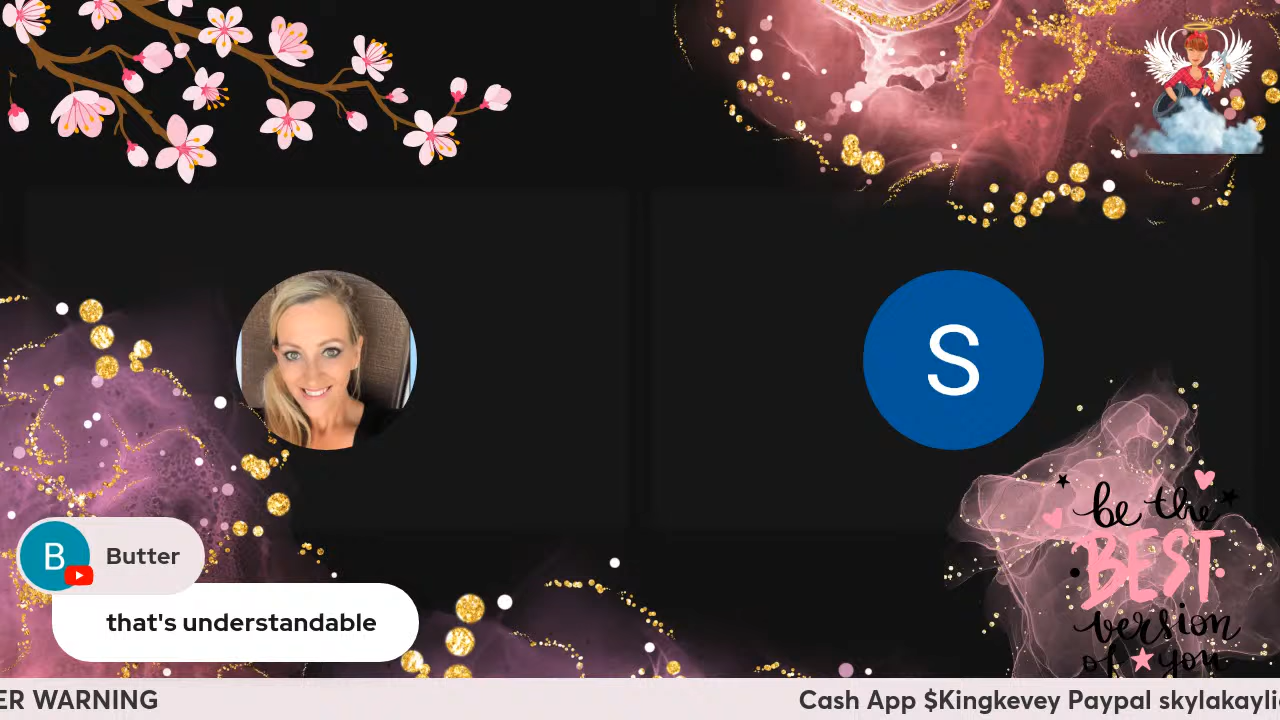 S
be the
BEST
version
of you
B Butter
that's understandable
ER WARNING
Cash App $Kingkevey Paypal skylakayli